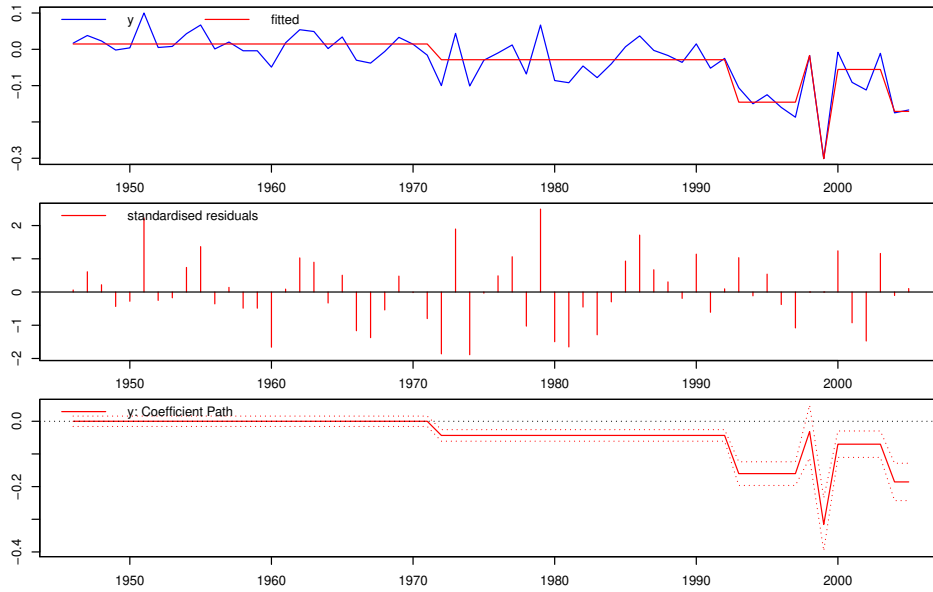 y fitted
0.1
0.0
−0.1
−0.3
1950 1960 1970 1980 1990 2000
standardised residuals
2
1
0
−1
−2
1950 1960 1970 1980 1990 2000
y: Coefficient Path
0.0
−0.2
−0.4
1950 1960 1970 1980 1990 2000